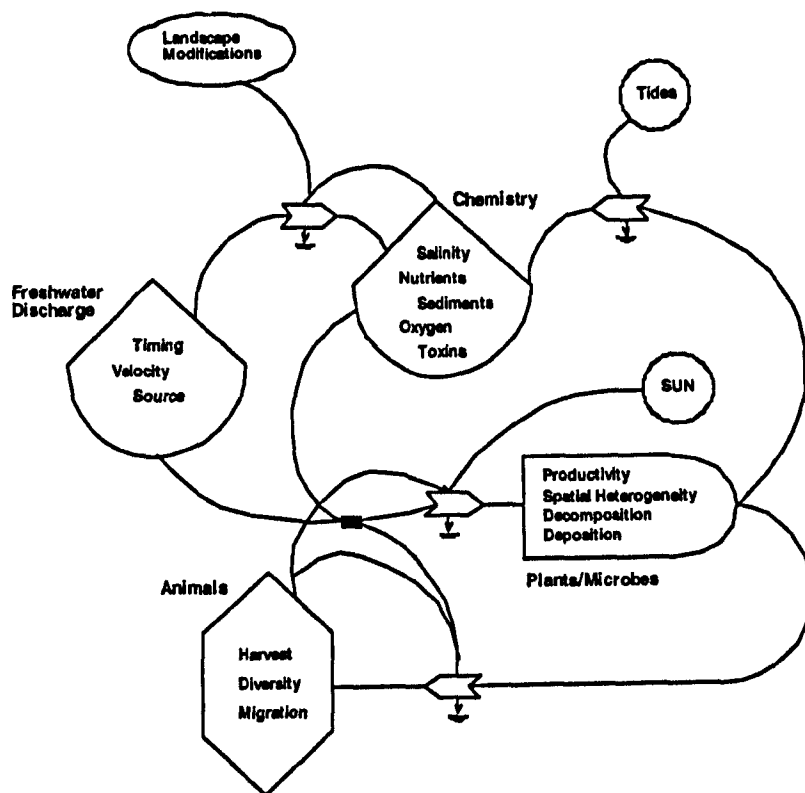 Landscape
Modifications
Tides
Chemistry
Salinity
Nutrients
Sediments
Oxygen
Toxins
Freshwater
Discharge
Timing
Velocity
Source
SUN
Productivity
Spatial Heterogeneity
Decomposition
Deposition
Plants/Microbes
Animals
Harvest
Diversity
Migration